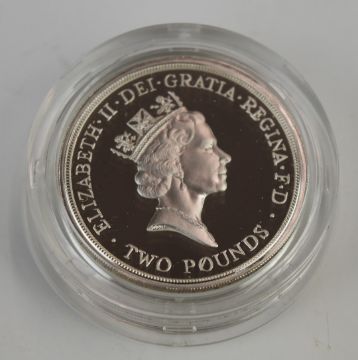 ·ELIZABETH·II·DEI·GRATIA·REGINA·F·D·
TWO POUNDS